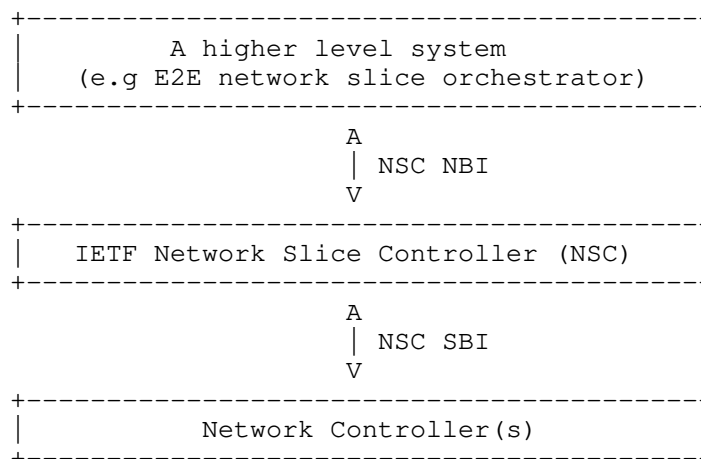 +------------------------------------------
| A higher level system
| (e.g E2E network slice orchestrator)
+------------------------------------------
A
| NSC NBI
V
+------------------------------------------
| IETF Network Slice Controller (NSC)
+------------------------------------------
A
| NSC SBI
V
+------------------------------------------
| Network Controller(s)
+------------------------------------------